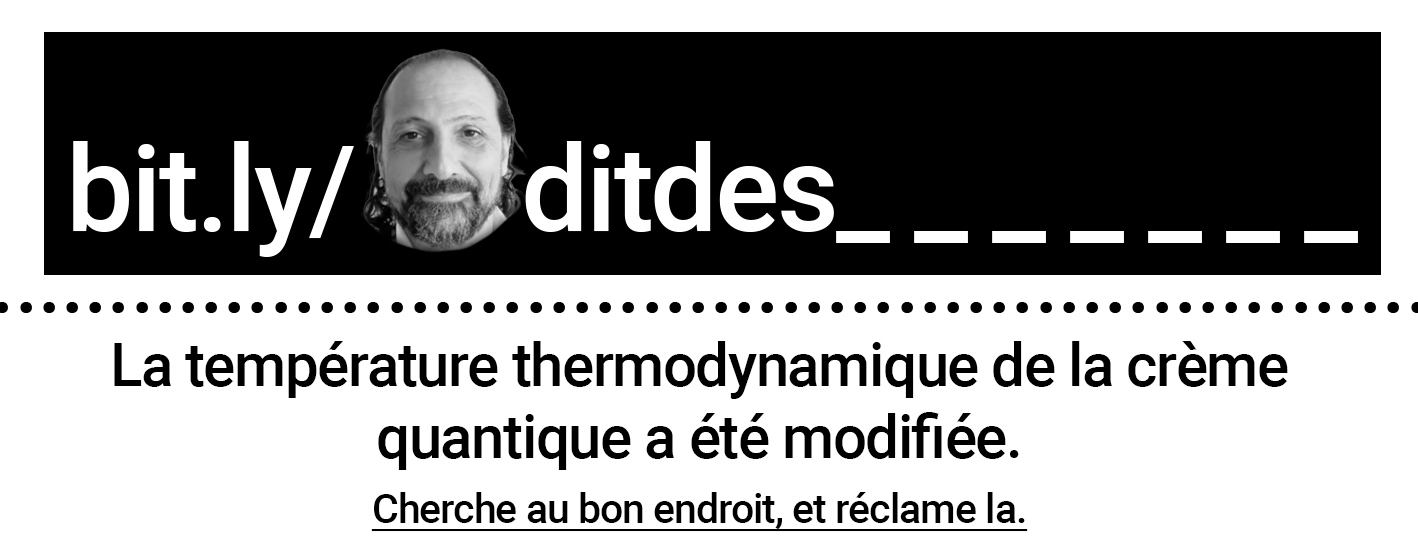 bit.ly/ ditdes_ _ _ _ _ _ _
La température thermodynamique de la crème
quantique a été modifiée.
Cherche au bon endroit, et réclame la.